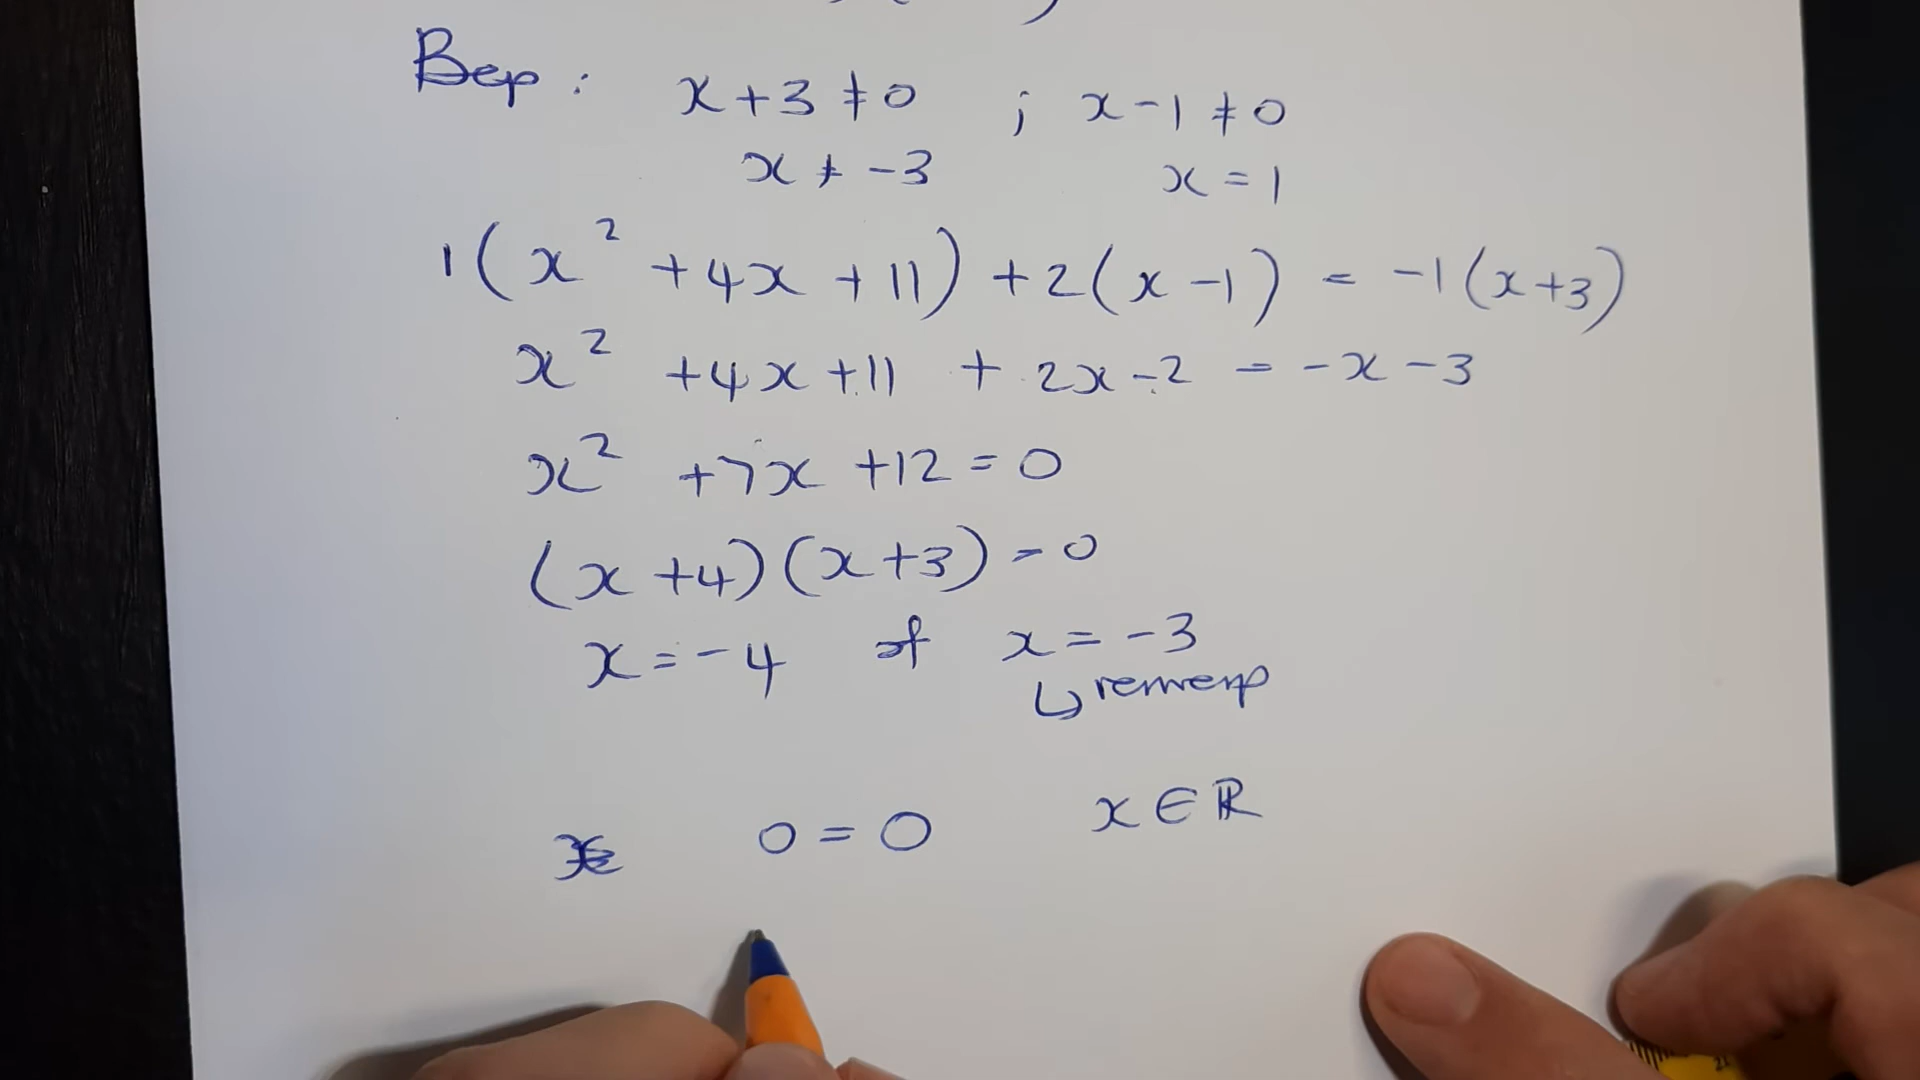 Bep : x + 3 ≠ 0 ; x - 1 ≠ 0
x ≠ -3 x = 1
1(x² + 4x + 11) + 2(x - 1) = -1(x + 3)
x² + 4x + 11 + 2x - 2 = -x - 3
x² + 7x + 12 = 0
(x + 4)(x + 3) = 0
x = -4 of x = -3
↳ verwerp
0 = 0 x ∈ ℝ